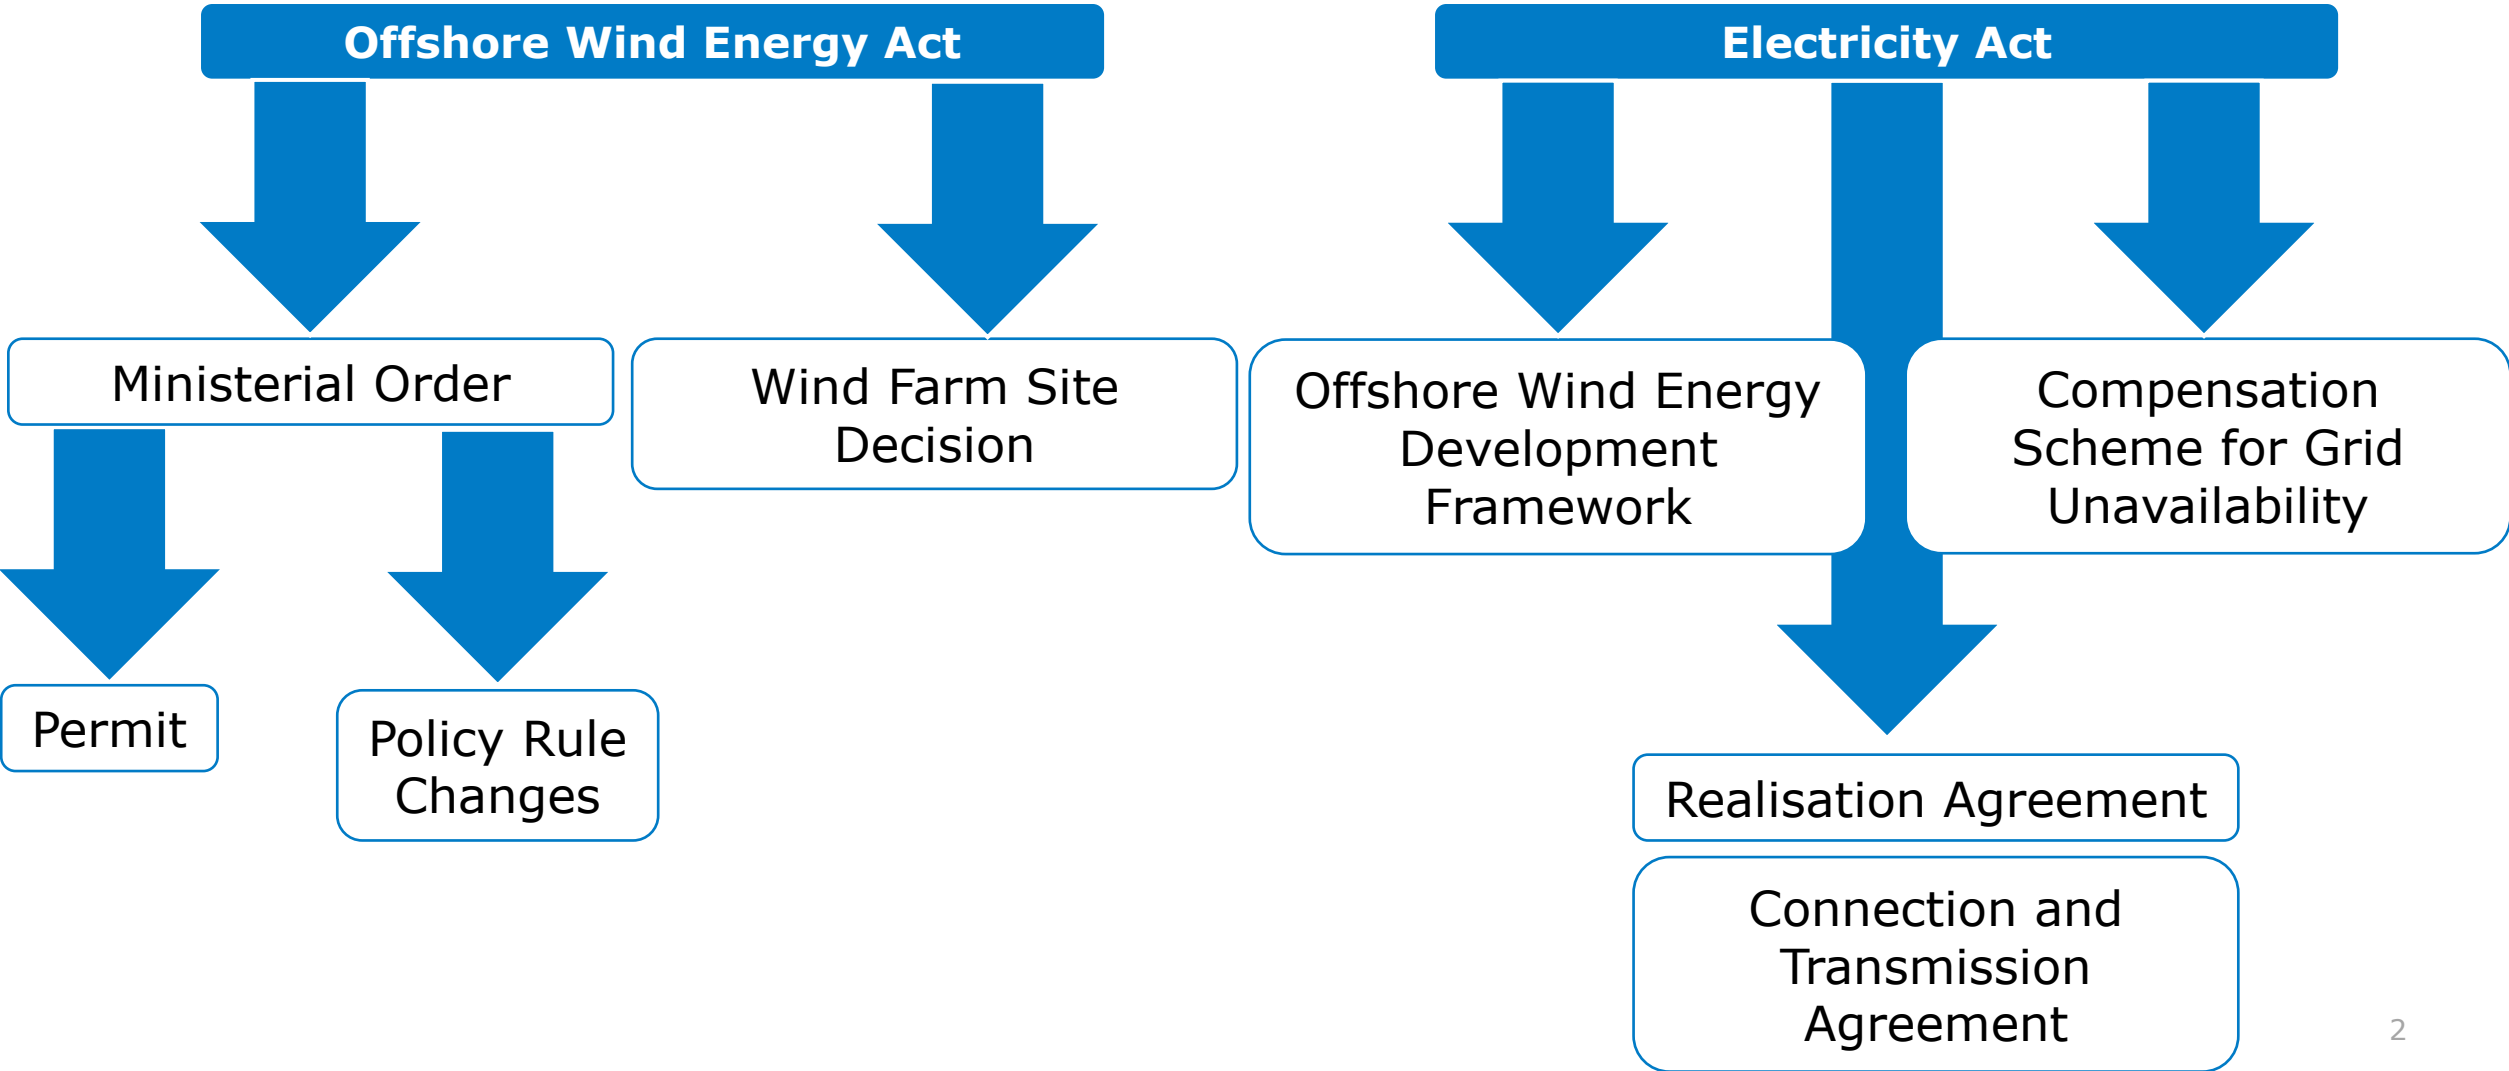 Offshore Wind Energy Act
Electricity Act
Ministerial Order
Wind Farm Site
Decision
Offshore Wind Energy
Development
Framework
Compensation
Scheme for Grid
Unavailability
Permit
Policy Rule
Changes
Realisation Agreement
Connection and
Transmission
Agreement
2